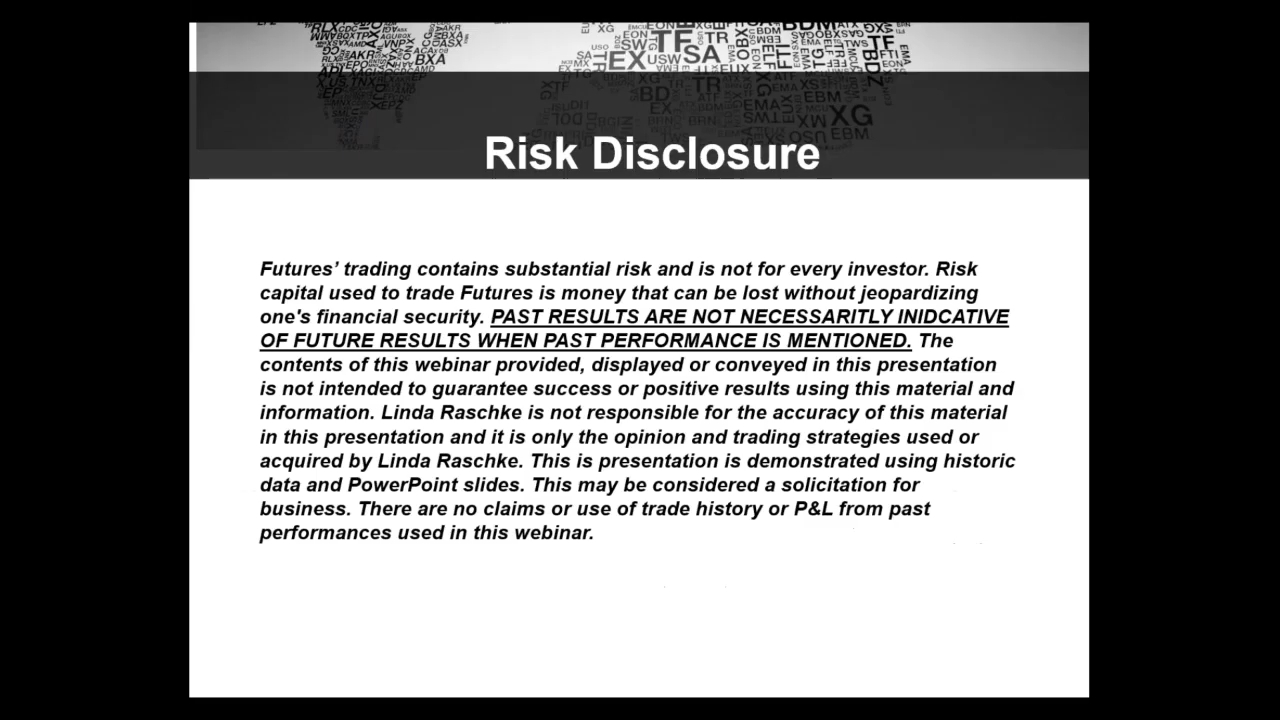 Risk Disclosure
Futures’ trading contains substantial risk and is not for every investor. Risk
capital used to trade Futures is money that can be lost without jeopardizing
one's financial security. PAST RESULTS ARE NOT NECESSARITLY INIDCATIVE
OF FUTURE RESULTS WHEN PAST PERFORMANCE IS MENTIONED. The
contents of this webinar provided, displayed or conveyed in this presentation
is not intended to guarantee success or positive results using this material and
information. Linda Raschke is not responsible for the accuracy of this material
in this presentation and it is only the opinion and trading strategies used or
acquired by Linda Raschke. This is presentation is demonstrated using historic
data and PowerPoint slides. This may be considered a solicitation for
business. There are no claims or use of trade history or P&L from past
performances used in this webinar.